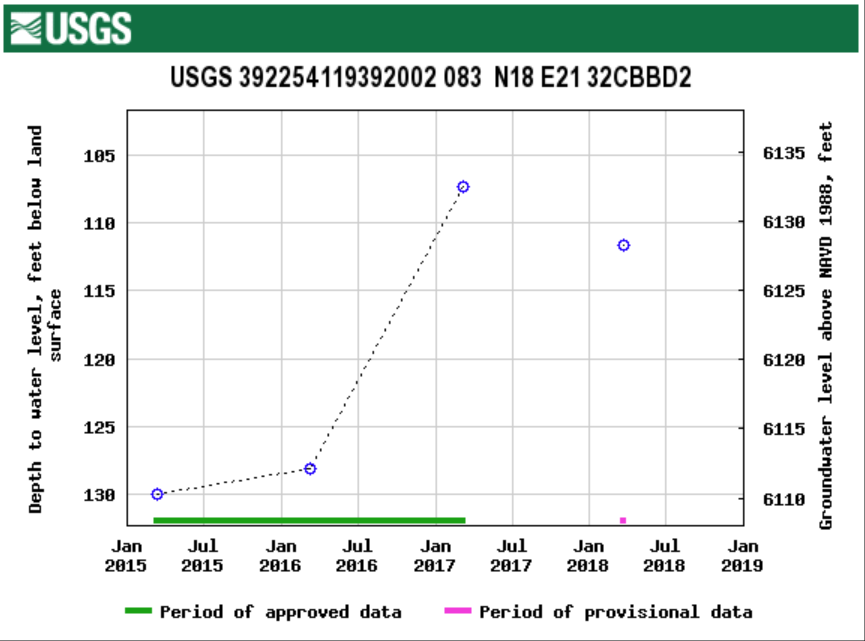 USGS
USGS 392254119392002 083 N18 E21 32CBBD2
Depth to water level, feet below land
surface
105
110
115
120
125
130
6135
6130
6125
6120
6115
6110
Groundwater level above NAVD 1988, feet
Jan Jul Jan Jul Jan Jul Jan Jul Jan
2015 2015 2016 2016 2017 2017 2018 2018 2019
Period of approved data Period of provisional data